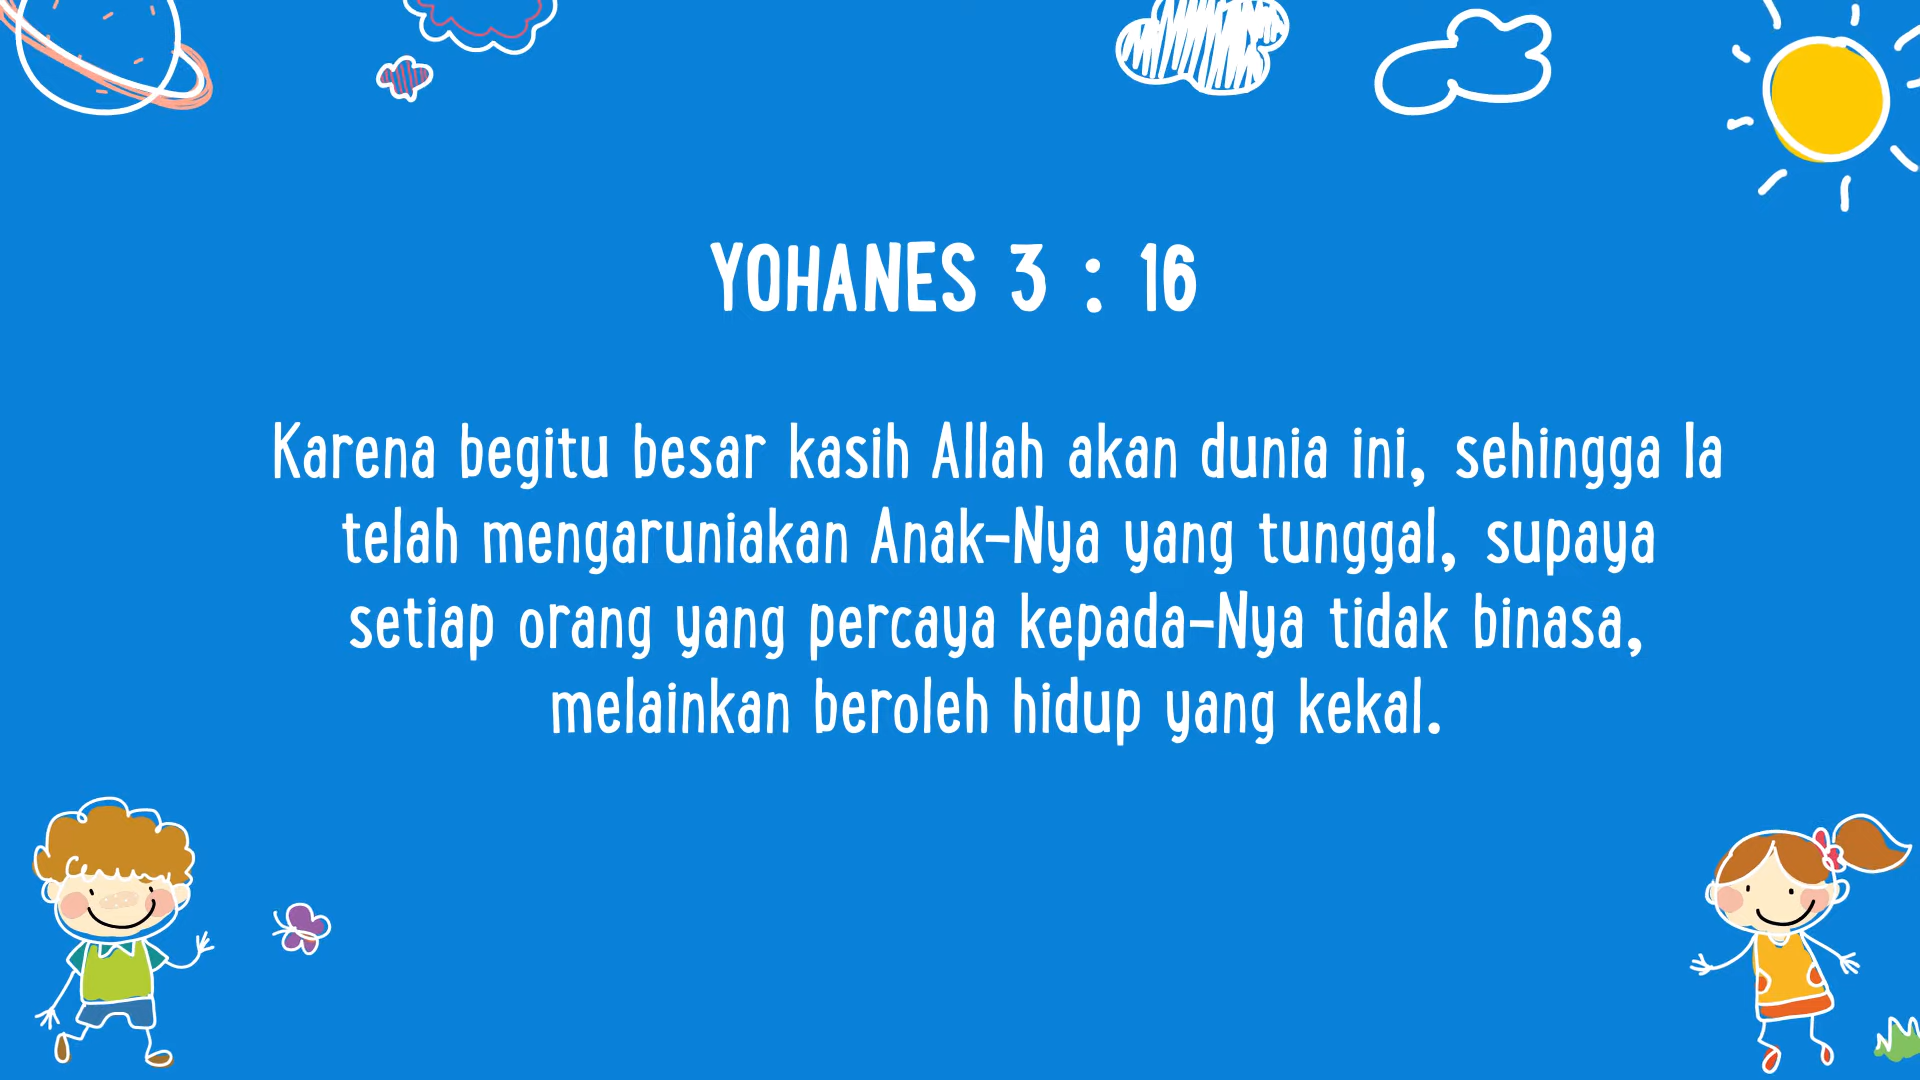 YOHANES 3 : 16
Karena begitu besar kasih Allah akan dunia ini, sehingga Ia
telah mengaruniakan Anak-Nya yang tunggal, supaya
setiap orang yang percaya kepada-Nya tidak binasa,
melainkan beroleh hidup yang kekal.